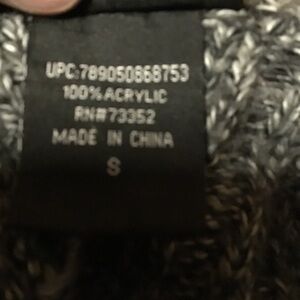 UPC:789050868753
100% ACRYLIC
RN#73352
MADE IN CHINA
S